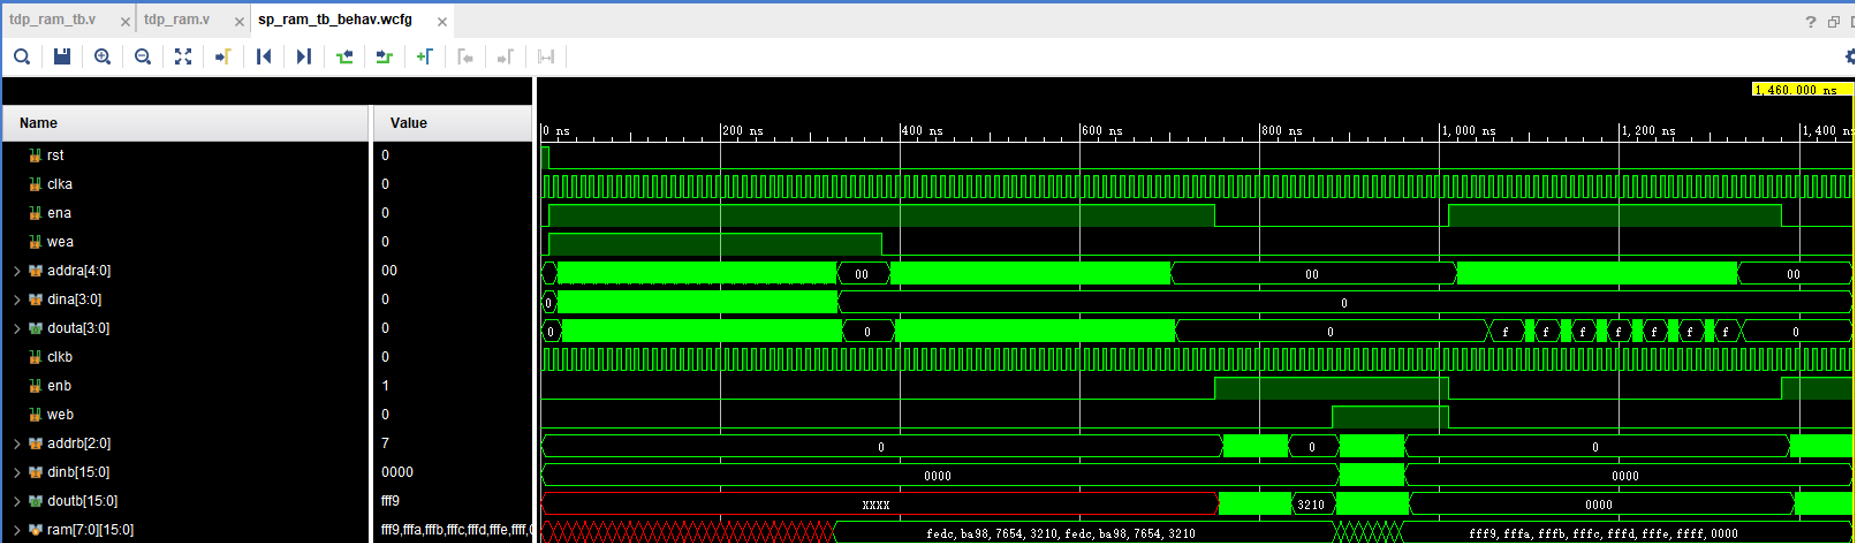 tdp_ram_tb.v × tdp_ram.v × sp_ram_tb_behav.wcfg × ?
1,460.000 ns
Name Value
0 ns 200 ns 400 ns 600 ns 800 ns 1,000 ns 1,200 ns 1,400 ns
rst 0
clka 0
ena 0
wea 0
addra[4:0] 00 00 00 00
dina[3:0] 0 0 0
douta[3:0] 0 0 0 0 f f f f f f f 0
clkb 0
enb 1
web 0
addrb[2:0] 7 0 0 0
dinb[15:0] 0000 0000 0000
doutb[15:0] fff9 XXXX 3210 0000
ram[7:0][15:0] fff9,fffa,fffb,fffc,fffd,fffe,ffff, fedc, ba98, 7654, 3210, fedc, ba98, 7654, 3210 fff9, fffa, fffb, fffc, fffd, fffe, ffff, 0000